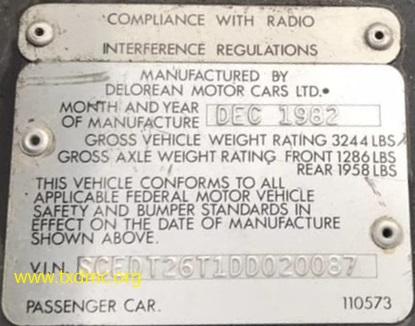 COMPLIANCE WITH RADIO
INTERFERENCE REGULATIONS
MANUFACTURED BY
DELOREAN MOTOR CARS LTD.
MONTH AND YEAR
OF MANUFACTURE DEC 1982
GROSS VEHICLE WEIGHT RATING 3244 LBS
GROSS AXLE WEIGHT RATING FRONT 1286 LBS
REAR 1958 LBS
THIS VEHICLE CONFORMS TO ALL
APPLICABLE FEDERAL MOTOR VEHICLE
SAFETY AND BUMPER STANDARDS IN
EFFECT ON THE DATE OF MANUFACTURE
SHOWN ABOVE.
V.I.N. SCEDT26T1DD020087
www.txdmc.org
PASSENGER CAR. 110573